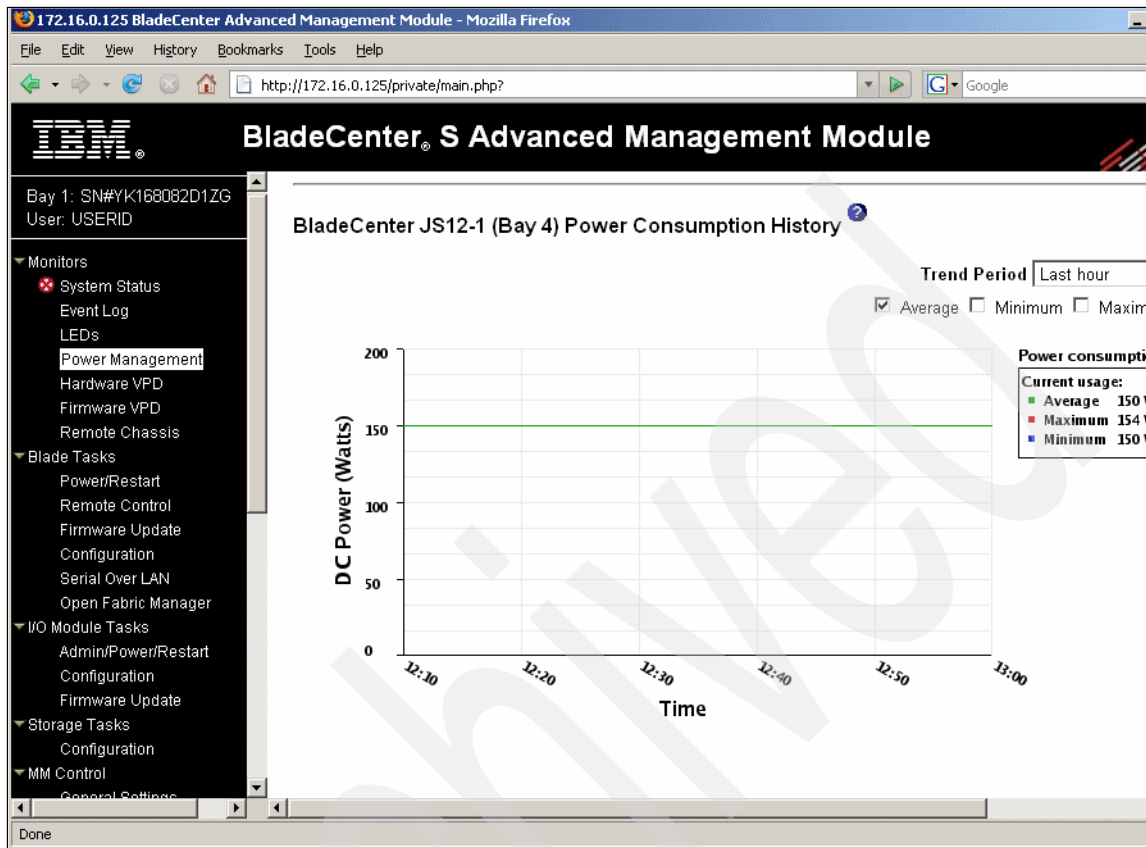 172.16.0.125 BladeCenter Advanced Management Module - Mozilla Firefox
File Edit View History Bookmarks Tools Help
http://172.16.0.125/private/main.php?
G Google
IBM®
BladeCenter® S Advanced Management Module
Bay 1: SN#YK168082D1ZG
User: USERID
Monitors
System Status
Event Log
LEDs
Power Management
Hardware VPD
Firmware VPD
Remote Chassis
Blade Tasks
Power/Restart
Remote Control
Firmware Update
Configuration
Serial Over LAN
Open Fabric Manager
I/O Module Tasks
Admin/Power/Restart
Configuration
Firmware Update
Storage Tasks
Configuration
MM Control
General Settings
BladeCenter JS12-1 (Bay 4) Power Consumption History ?
Trend Period Last hour
Average Minimum Maxim
200
150
100
50
0
DC Power (Watts)
12:10 12:20 12:30 12:40 12:50 13:00
Time
Power consumpti
Current usage:
Average 150
Maximum 154
Minimum 150
Done
Archived